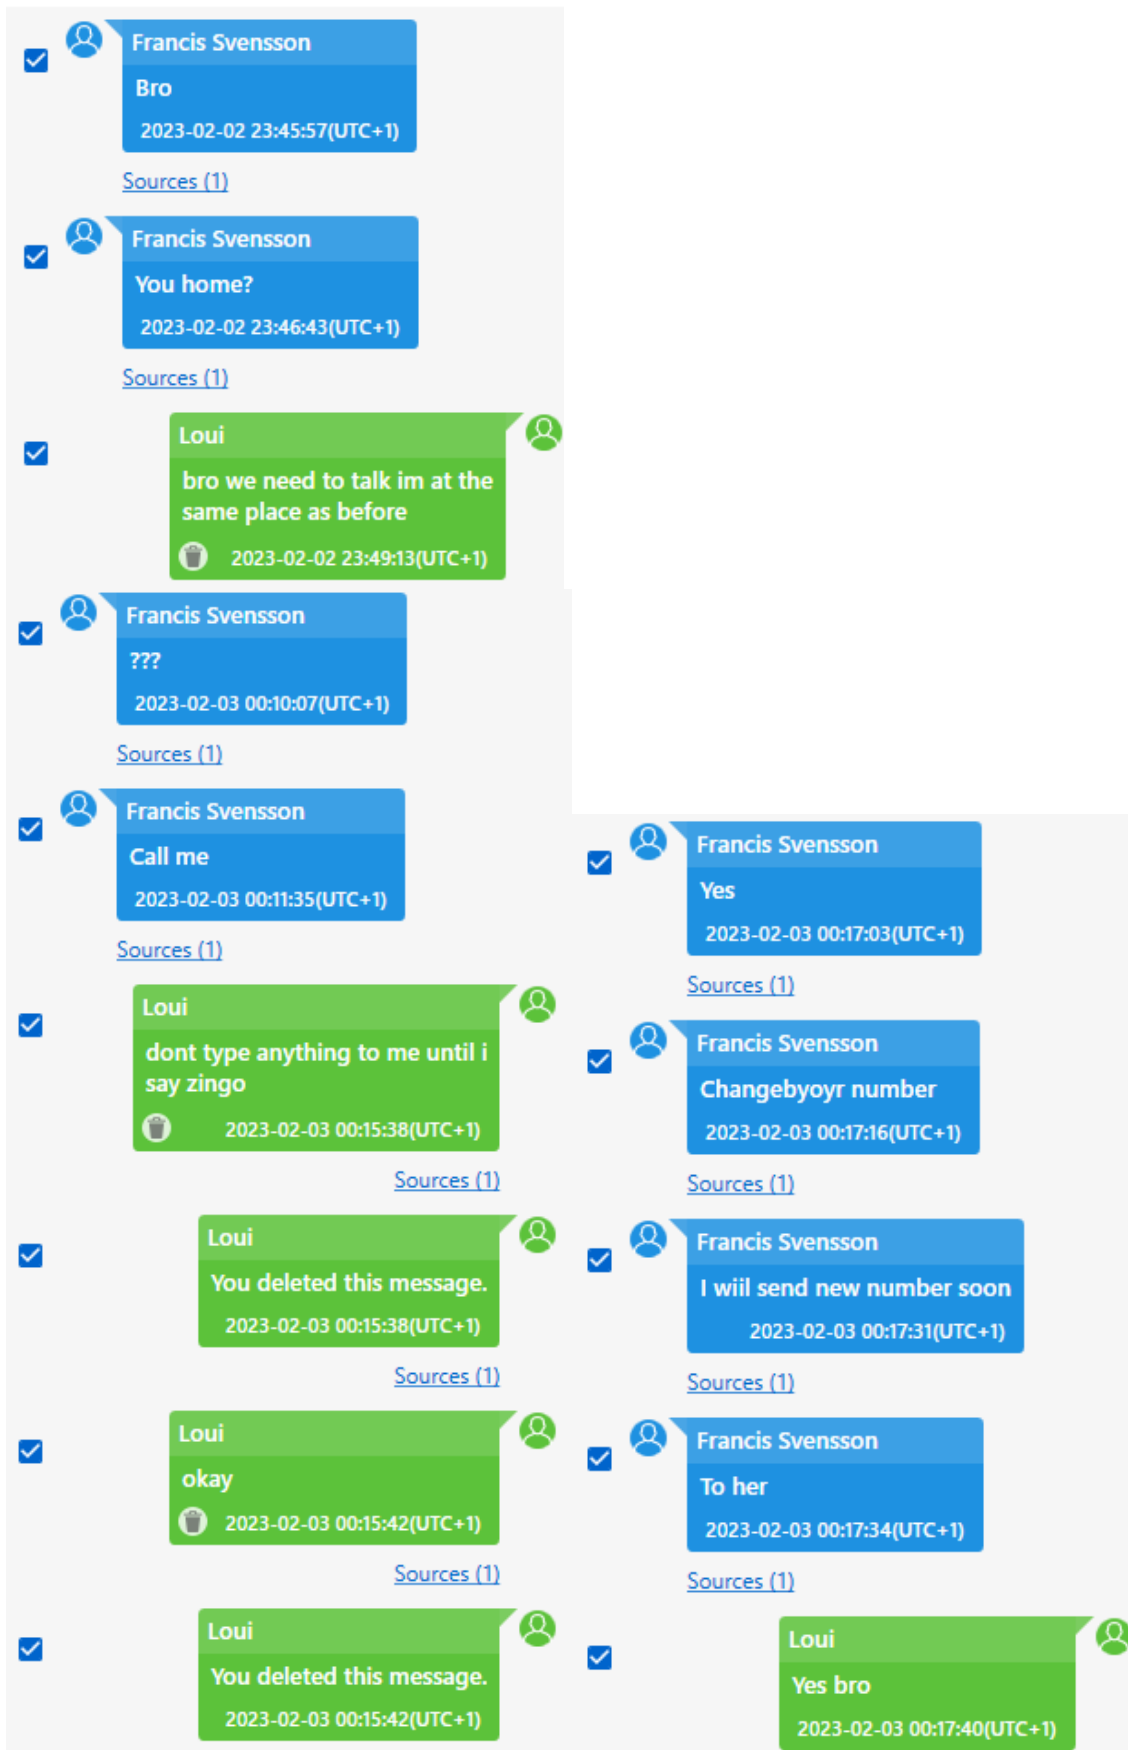 Francis Svensson
Bro
2023-02-02 23:45:57(UTC+1)
Sources (1)
Francis Svensson
You home?
2023-02-02 23:46:43(UTC+1)
Sources (1)
Loui
bro we need to talk im at the
same place as before
2023-02-02 23:49:13(UTC+1)
Francis Svensson
???
2023-02-03 00:10:07(UTC+1)
Sources (1)
Francis Svensson
Call me
2023-02-03 00:11:35(UTC+1)
Sources (1)
Loui
dont type anything to me until i
say zingo
2023-02-03 00:15:38(UTC+1)
Sources (1)
Loui
You deleted this message.
2023-02-03 00:15:38(UTC+1)
Sources (1)
Loui
okay
2023-02-03 00:15:42(UTC+1)
Sources (1)
Loui
You deleted this message.
2023-02-03 00:15:42(UTC+1)
Francis Svensson
Yes
2023-02-03 00:17:03(UTC+1)
Sources (1)
Francis Svensson
Changebyoyr number
2023-02-03 00:17:16(UTC+1)
Sources (1)
Francis Svensson
I wiil send new number soon
2023-02-03 00:17:31(UTC+1)
Sources (1)
Francis Svensson
To her
2023-02-03 00:17:34(UTC+1)
Sources (1)
Loui
Yes bro
2023-02-03 00:17:40(UTC+1)